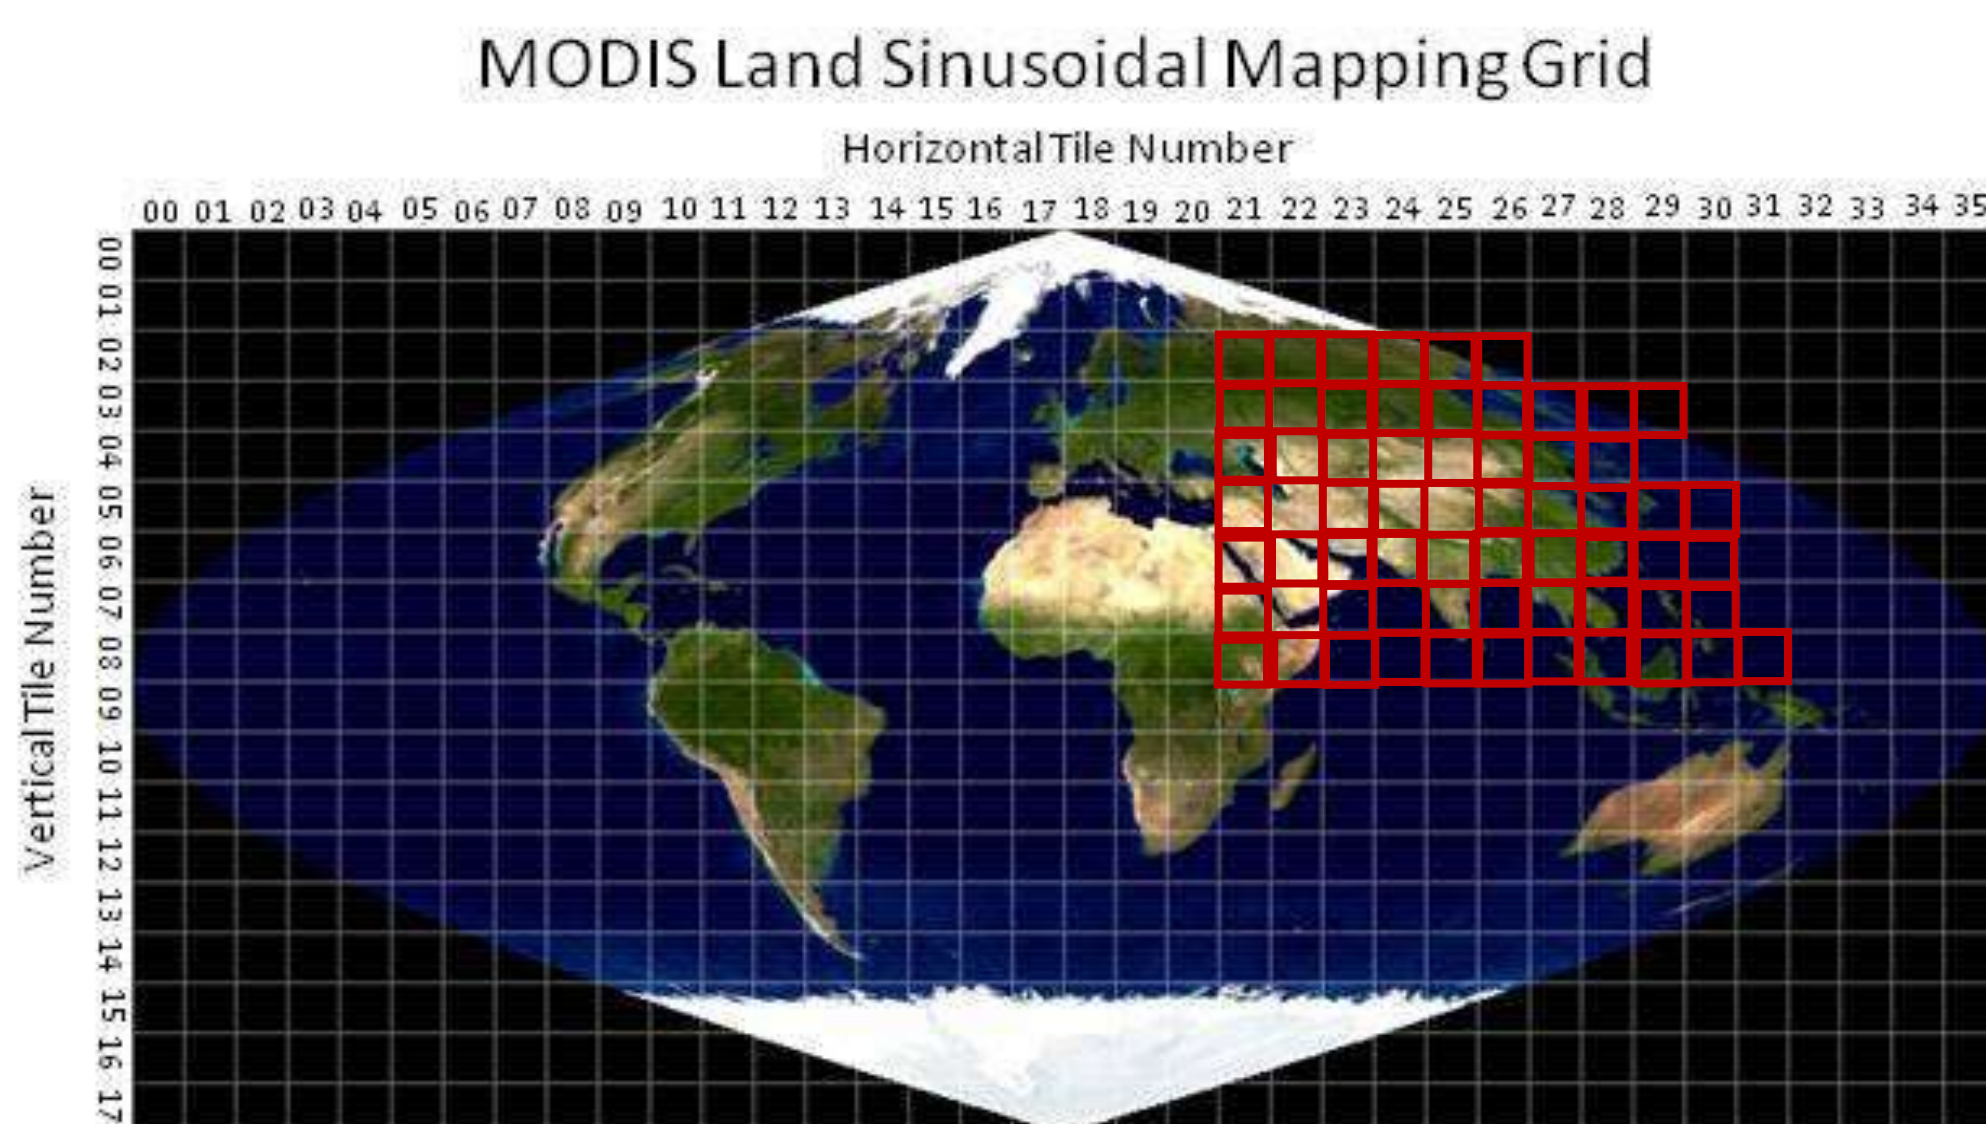 MODIS Land Sinusoidal Mapping Grid
Horizontal Tile Number
00 01 02 03 04 05 06 07 08 09 10 11 12 13 14 15 16 17 18 19 20 21 22 23 24 25 26 27 28 29 30 31 32 33 34 35
Vertical Tile Number
00 01 02 03 04 05 06 07 08 09 10 11 12 13 14 15 16 17